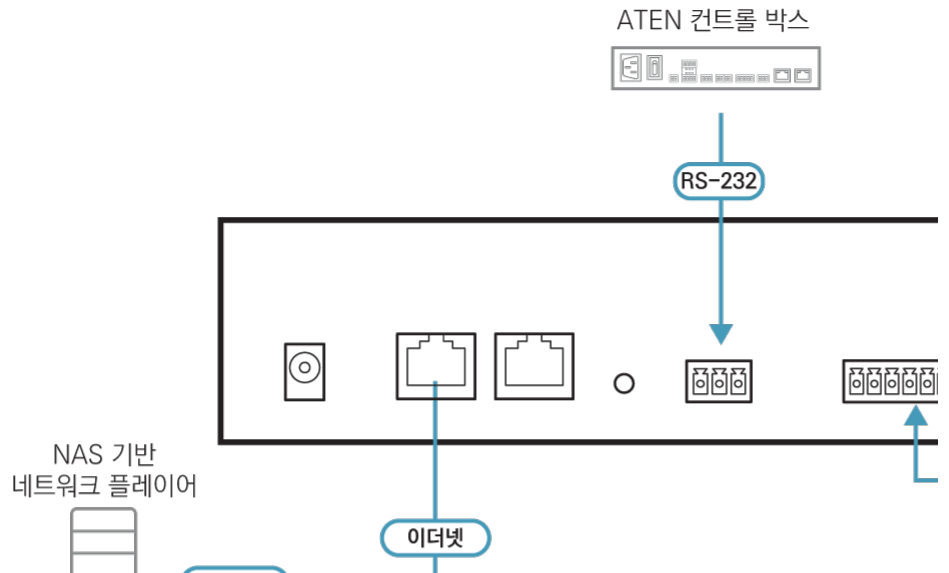 ATEN 컨트롤 박스
RS-232
NAS 기반
네트워크 플레이어
이더넷